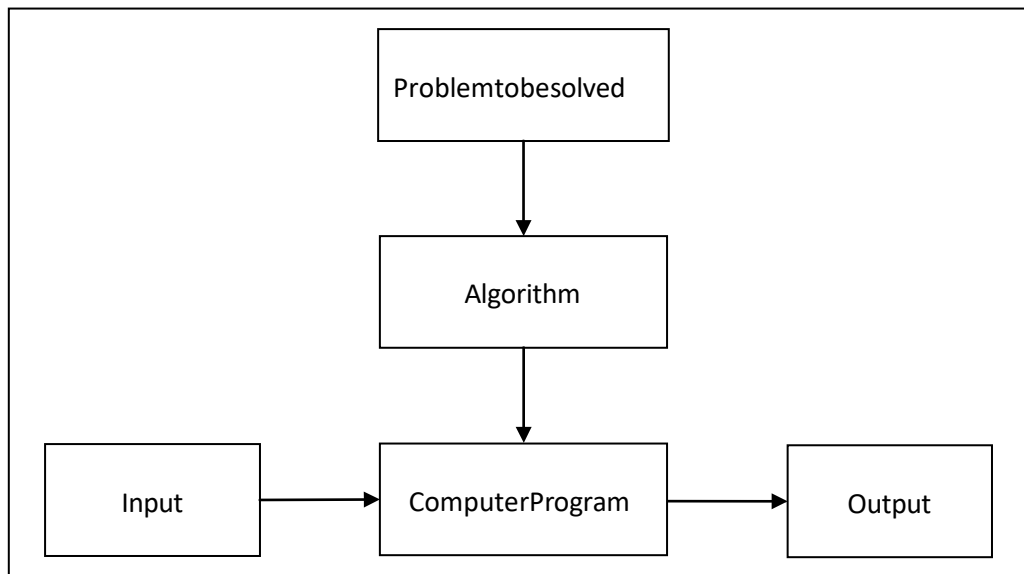 Problemtobesolved
Algorithm
Input
ComputerProgram
Output